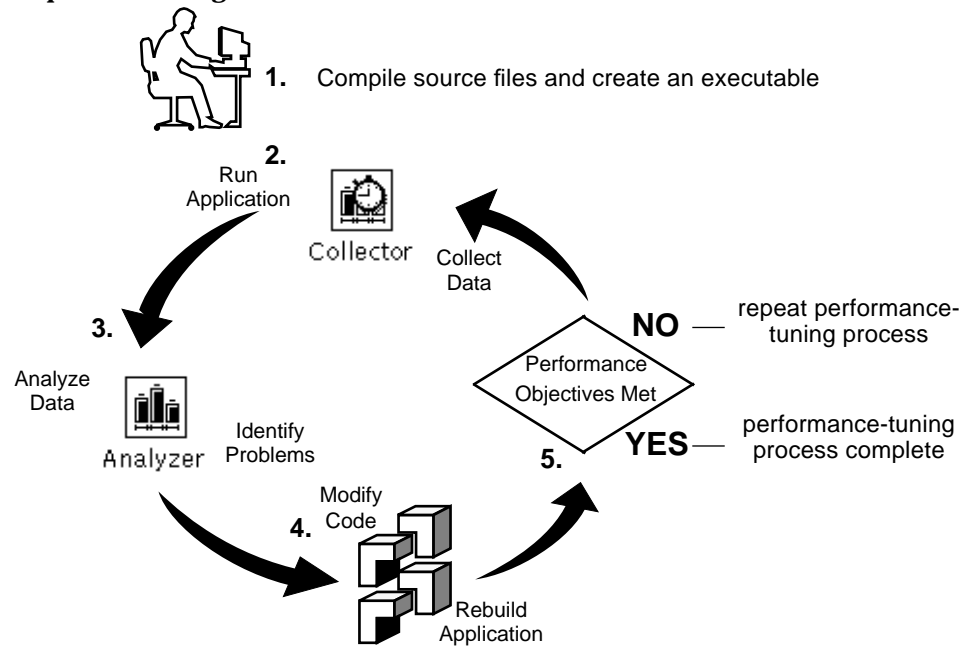 1. Compile source files and create an executable
2.
Run
Application
Collector
Collect
Data
3.
Analyze
Data
Analyzer
Identify
Problems
4.
Modify
Code
Rebuild
Application
5.
Performance
Objectives Met
NO — repeat performance-
tuning process
YES — performance-tuning
process complete